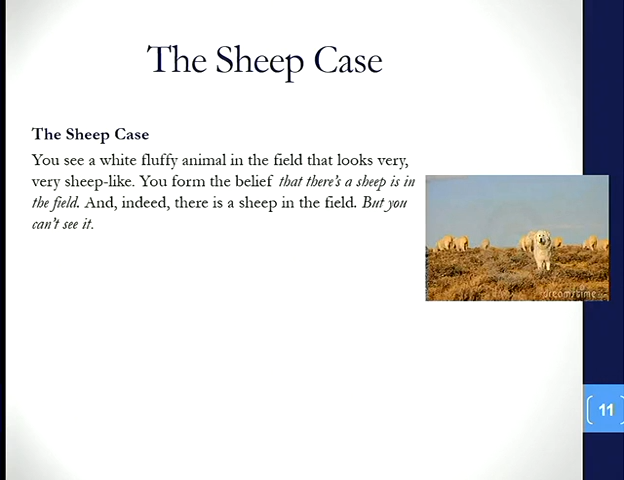 The Sheep Case
The Sheep Case
You see a white fluffy animal in the field that looks very,
very sheep-like. You form the belief that there's a sheep is in
the field. And, indeed, there is a sheep in the field. But you
can't see it.
dreamstime
11